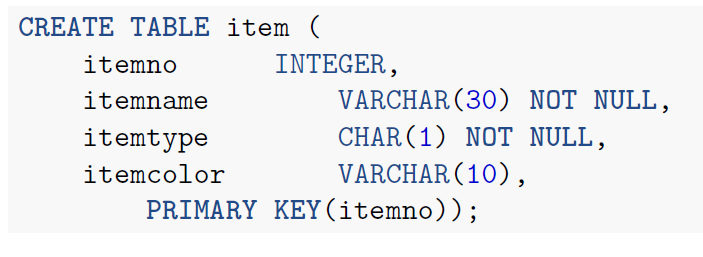 CREATE TABLE item (
itemno INTEGER,
itemname VARCHAR(30) NOT NULL,
itemtype CHAR(1) NOT NULL,
itemcolor VARCHAR(10),
PRIMARY KEY(itemno));